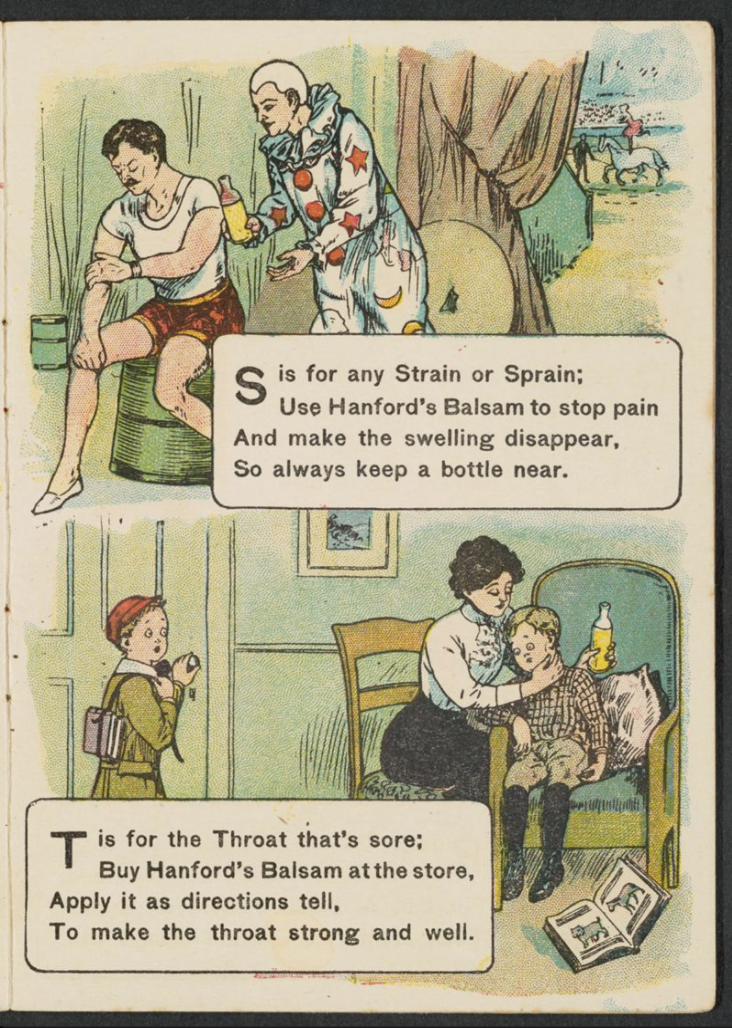 S is for any Strain or Sprain;
Use Hanford's Balsam to stop pain
And make the swelling disappear,
So always keep a bottle near.
T is for the Throat that's sore;
Buy Hanford's Balsam at the store,
Apply it as directions tell,
To make the throat strong and well.